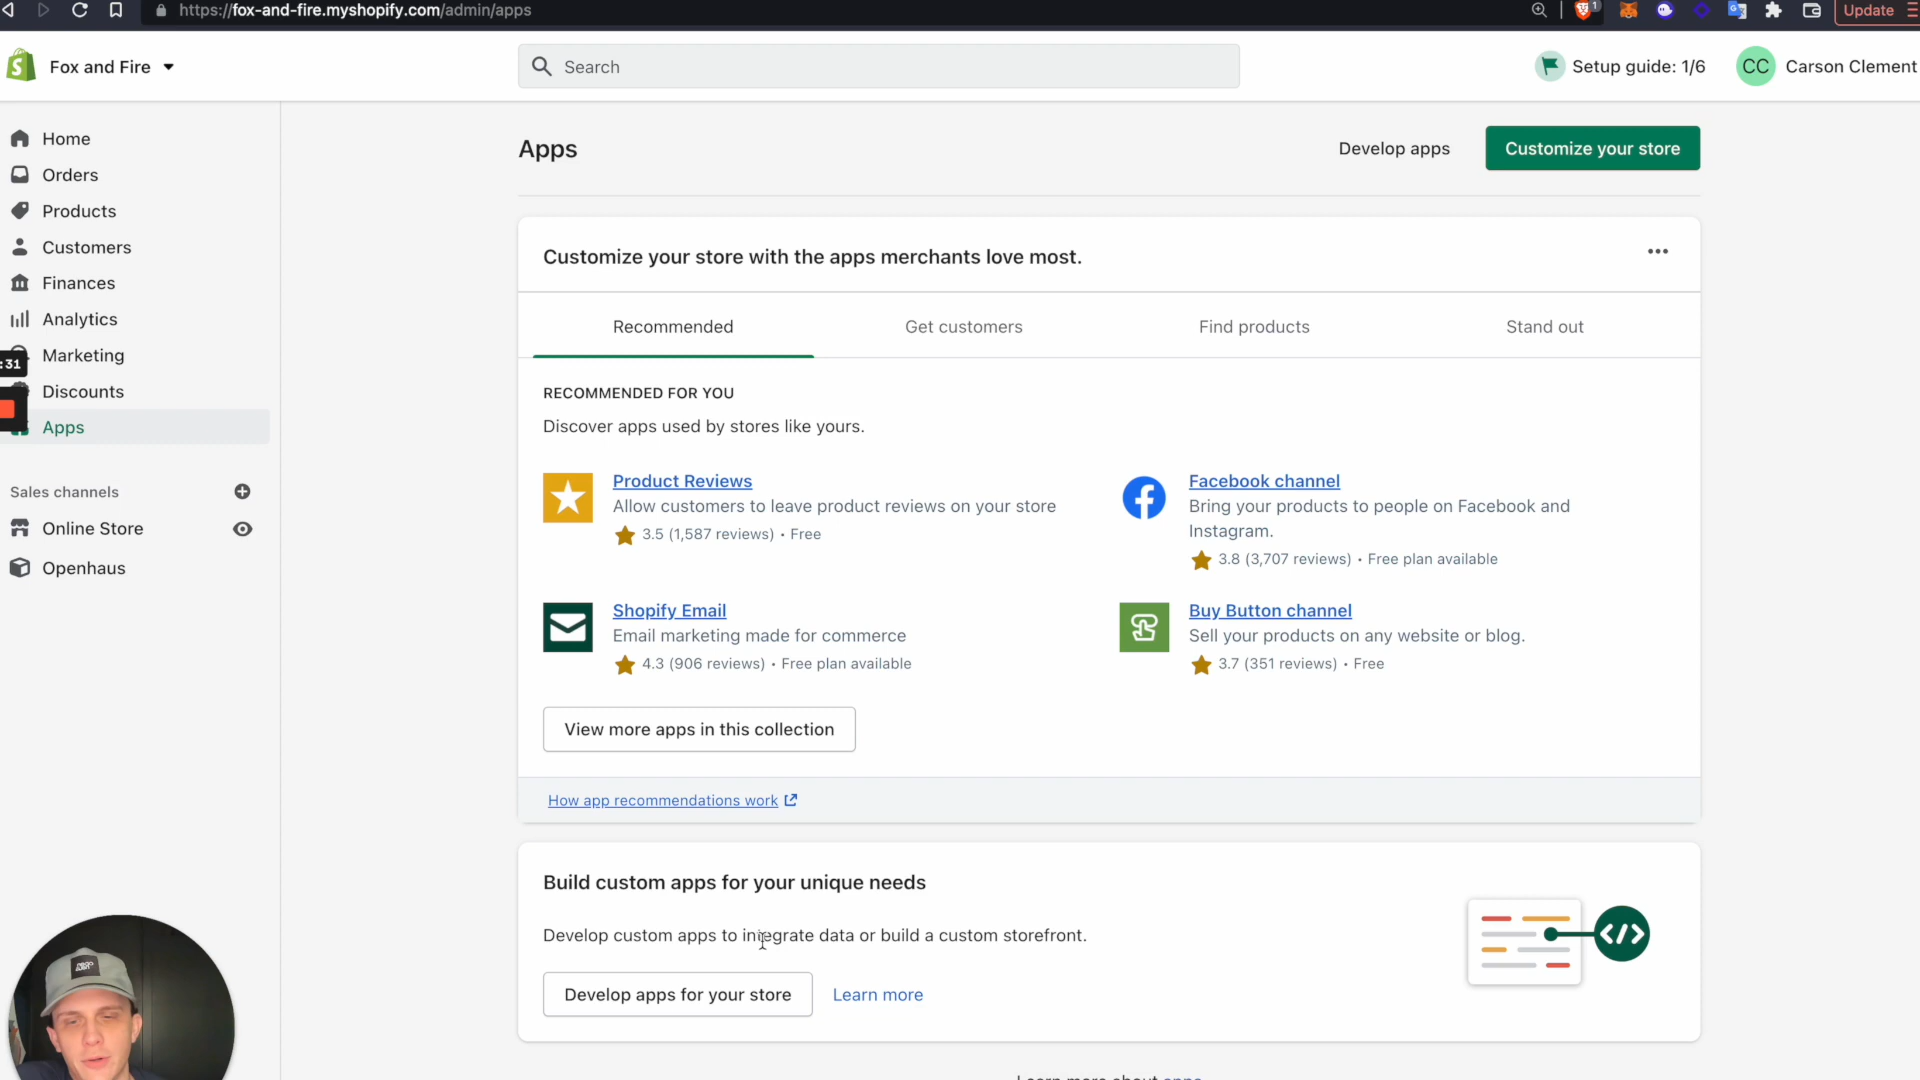 https://fox-and-fire.myshopify.com/admin/apps
1
Update
Fox and Fire
Search
Setup guide: 1/6
CC
Carson Clement
Home
Orders
Products
Customers
Finances
Analytics
Marketing
:31
Discounts
Apps
Sales channels
Online Store
Openhaus
Apps
Develop apps
Customize your store
Customize your store with the apps merchants love most.
Recommended
Get customers
Find products
Stand out
RECOMMENDED FOR YOU
Discover apps used by stores like yours.
Product Reviews
Allow customers to leave product reviews on your store
3.5 (1,587 reviews) • Free
Facebook channel
Bring your products to people on Facebook and
Instagram.
3.8 (3,707 reviews) • Free plan available
Shopify Email
Email marketing made for commerce
4.3 (906 reviews) • Free plan available
Buy Button channel
Sell your products on any website or blog.
3.7 (351 reviews) • Free
View more apps in this collection
How app recommendations work
Build custom apps for your unique needs
Develop custom apps to integrate data or build a custom storefront.
Develop apps for your store
Learn more
Learn more about apps